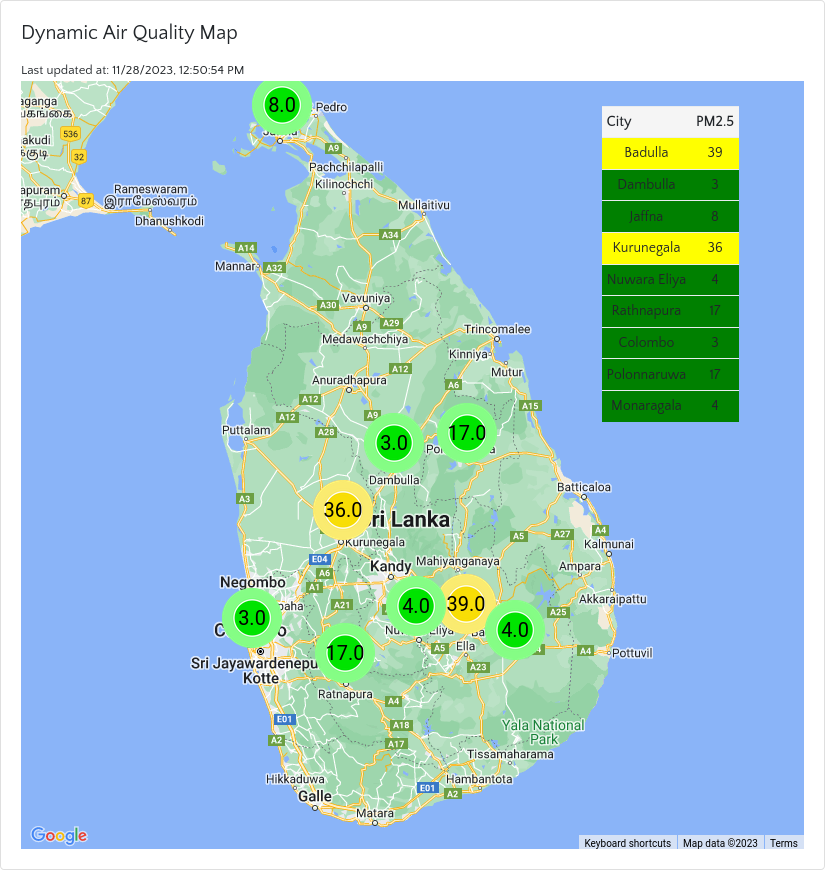 Dynamic Air Quality Map
Last updated at: 11/28/2023, 12:50:54 PM
8.0
Pedro
City PM2.5
Badulla 39
Dambulla 3
Jaffna 8
Kurunegala 36
Nuwara Eliya 4
Rathnapura 17
Colombo 3
Polonnaruwa 17
Monaragala 4
536
32
87
A9
Pachchilapalli
Kilinochchi
Rameswaram
இராமேஸ்வரம்
Dhanushkodi
Mullaitivu
A34
A14
Mannar
A32
Vavuniya
A30
A9
A29
Medawachchiya
Trincomalee
Kinniya
Mutur
A12
Anuradhapura
A6
A12
A15
A12
A9
A28
Puttalam
3.0
17.0
Dambulla
Batticaloa
A3
36.0
Sri Lanka
Kurunegala
A5
A27
A4
Kalmunai
E04
A6
Kandy
Mahiyanganaya
Ampara
Negombo
A1
A21
4.0
39.0
Akkaraipattu
A25
3.0
4.0
A5
Ella
A4
Pottuvil
17.0
A23
Sri Jayawardenepu
Kotte
Ratnapura
A4
E01
A18
A2
A17
Yala National
Park
Tissamaharama
Hikkaduwa
Galle
E01
A2
Hambantota
Matara
Google
Keyboard shortcuts
Map data ©2023
Terms